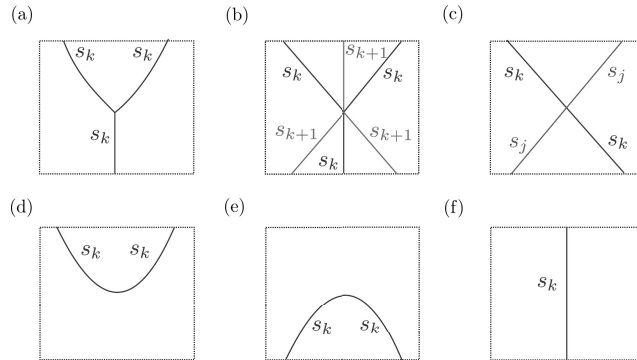 (a) (b) (c)
s_k s_k s_{k+1}
s_k s_k s_k s_j
s_k s_{k+1} s_{k+1} s_j s_k
s_k
(d) (e) (f)
s_k s_k s_k
s_k s_k